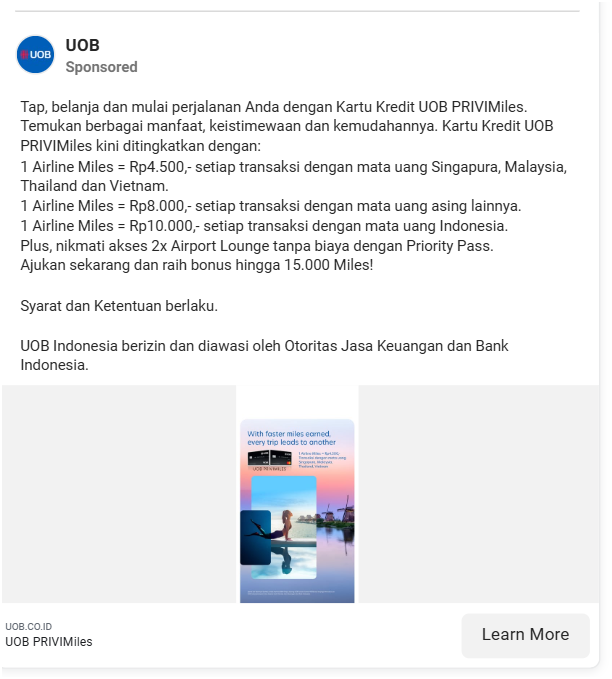 UOB
UOB
Sponsored
Tap, belanja dan mulai perjalanan Anda dengan Kartu Kredit UOB PRIVIMiles.
Temukan berbagai manfaat, keistimewaan dan kemudahannya. Kartu Kredit UOB
PRIVIMiles kini ditingkatkan dengan:
1 Airline Miles = Rp4.500,- setiap transaksi dengan mata uang Singapura, Malaysia,
Thailand dan Vietnam.
1 Airline Miles = Rp8.000,- setiap transaksi dengan mata uang asing lainnya.
1 Airline Miles = Rp10.000,- setiap transaksi dengan mata uang Indonesia.
Plus, nikmati akses 2x Airport Lounge tanpa biaya dengan Priority Pass.
Ajukan sekarang dan raih bonus hingga 15.000 Miles!
Syarat dan Ketentuan berlaku.
UOB Indonesia berizin dan diawasi oleh Otoritas Jasa Keuangan dan Bank
Indonesia.
With faster miles earned,
every trip leads to another
UOB PRIVIMILES
UOB.CO.ID
UOB PRIVIMiles
Learn More